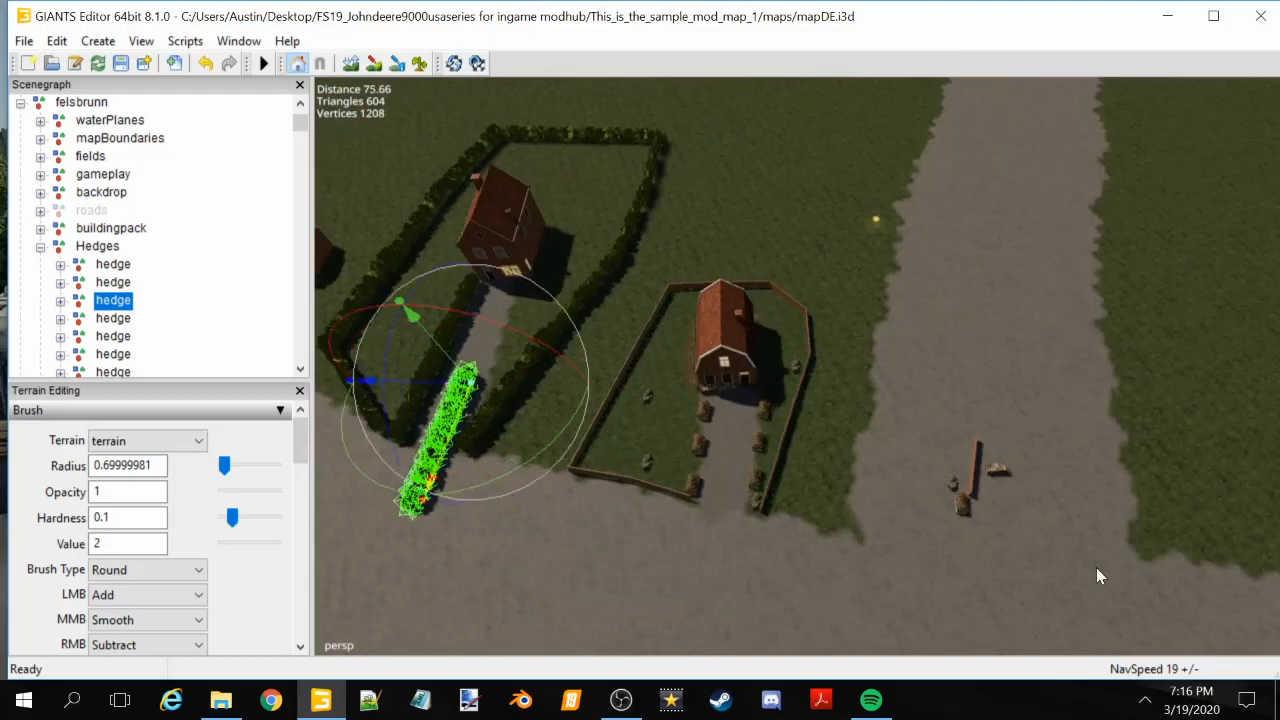 GIANTS Editor 64bit 8.1.0 - C:/Users/Austin/Desktop/FS19_Johndeere9000usaseries for ingame modhub/This_is_the_sample_mod_map_1/maps/mapDE.i3d
File Edit Create View Scripts Window Help
Scenegraph
felsbrunn
waterPlanes
mapBoundaries
fields
gameplay
backdrop
roads
buildingpack
Hedges
hedge
hedge
hedge
hedge
hedge
hedge
hedge
Terrain Editing
Brush
Terrain terrain
Radius 0.69999981
Opacity 1
Hardness 0.1
Value 2
Brush Type Round
LMB Add
MMB Smooth
RMB Subtract
Distance 75.66
Triangles 604
Vertices 1208
persp
Ready
NavSpeed 19 +/-
7:16 PM
3/19/2020